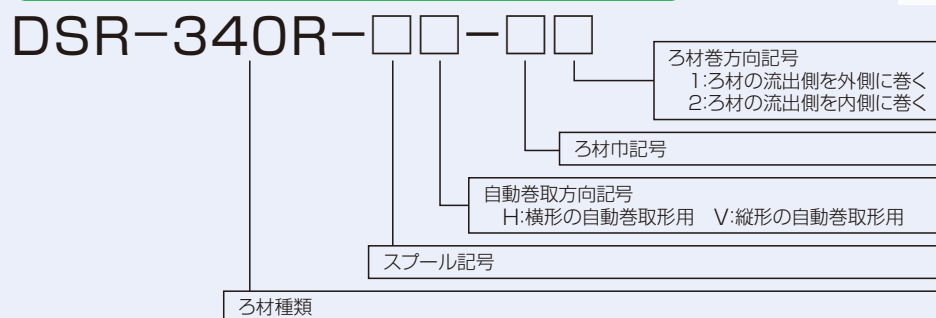 DSR-340R-□□-□□
ろ材巻方向記号
1:ろ材の流出側を外側に巻く
2:ろ材の流出側を内側に巻く
ろ材巾記号
自動巻取方向記号
H:横形の自動巻取形用　V:縦形の自動巻取形用
スプール記号
ろ材種類